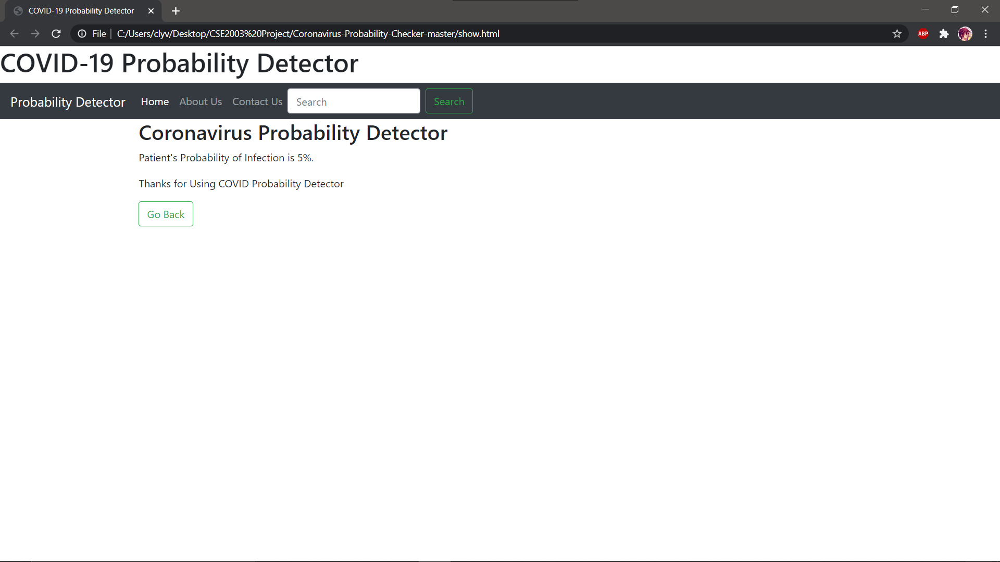 COVID-19 Probability Detector
File | C:/Users/clyv/Desktop/CSE2003%20Project/Coronavirus-Probability-Checker-master/show.html
ABP
COVID-19 Probability Detector
Probability Detector Home About Us Contact Us Search Search
Coronavirus Probability Detector
Patient's Probability of Infection is 5%.
Thanks for Using COVID Probability Detector
Go Back